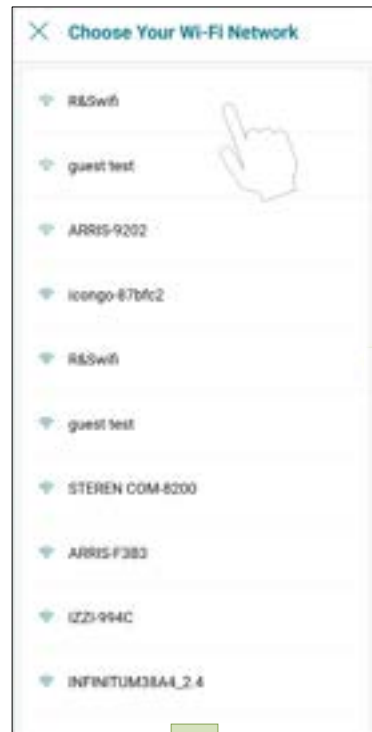 Choose Your Wi-Fi Network
R&Swifi
guest test
ARRIS-9202
icongo-87bfc2
R&Swifi
guest test
STEREN COM-8200
ARRIS-F3B3
IZZI-994C
INFINITUM38A4_2.4